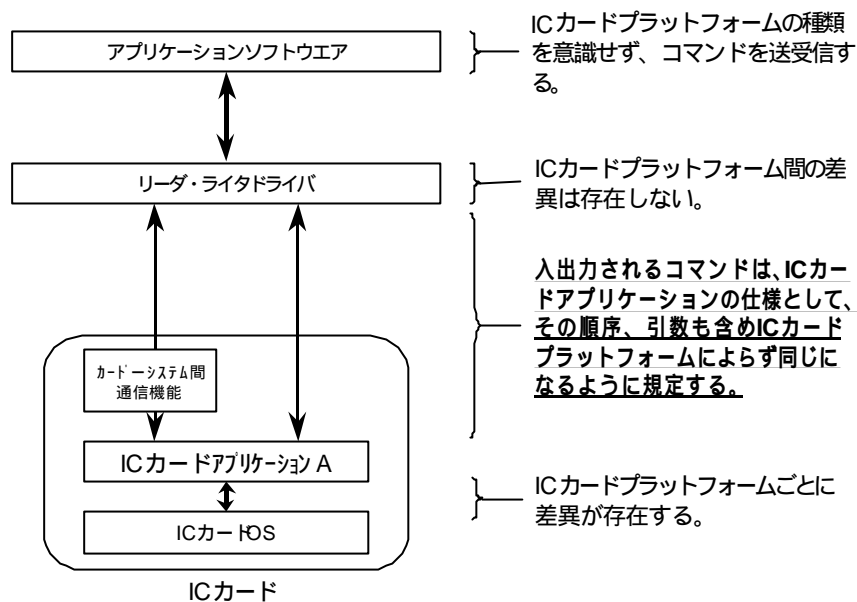 アプリケーションソフトウエア
ICカードプラットフォームの種類
を意識せず、コマンドを送受信す
る。
リーダ・ライタドライバ
ICカードプラットフォーム間の差
異は存在しない。
入出力されるコマンドは、ICカー
ドアプリケーションの仕様として、
その順序、引数も含めICカード
プラットフォームによらず同じに
なるように規定する。
ｶｰﾄﾞーｼｽﾃﾑ間
通信機能
ICカードｱﾌﾟﾘｹｰｼｮﾝ A
ICカードOS
ICカードプラットフォームごとに
差異が存在する。
ICカード